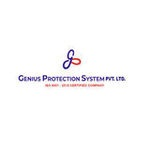 GENIUS PROTECTION SYSTEM PVT. LTD.
ISO 9001 : 2015 CERTIFIED COMPANY